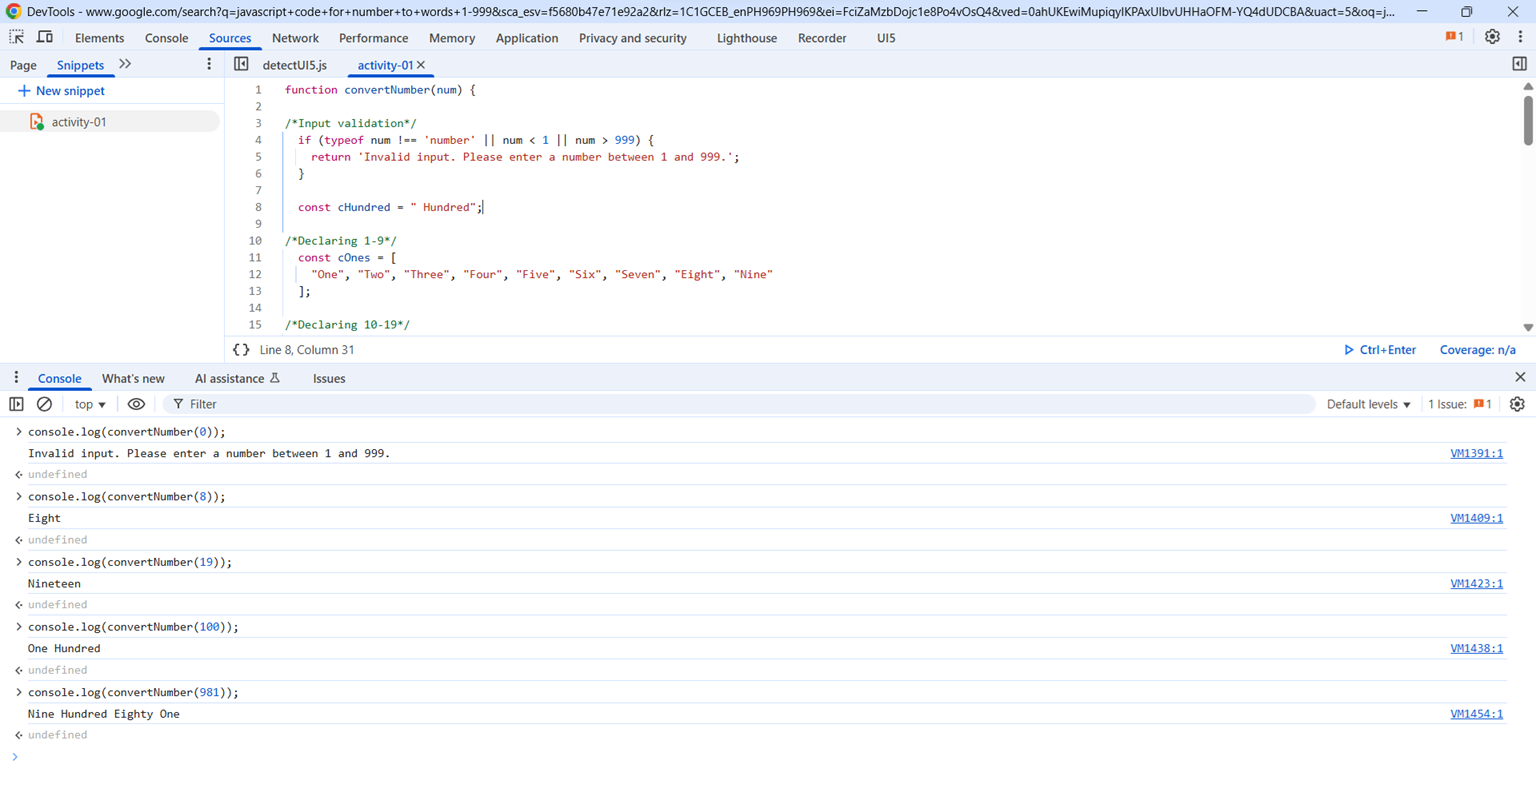 DevTools - www.google.com/search?q=javascript+code+for+number+to+words+1-999&sca_esv=f5680b47e71e92a2&rlz=1C1GCEB_enPH969PH969&ei=FciZaMzbDojc1e8Po4vOsQ4&ved=0ahUKEwiMupiqyIKPAxUIbvUHHaOFM-YQ4dUDCBA&uact=5&oq=j...
Elements Console Sources Network Performance Memory Application Privacy and security Lighthouse Recorder UI5 1
Page Snippets detectUI5.js activity-01
New snippet
activity-01
1 function convertNumber(num) {
2
3 /*Input validation*/
4 if (typeof num !== 'number' || num < 1 || num > 999) {
5 return 'Invalid input. Please enter a number between 1 and 999.';
6 }
7
8 const cHundred = " Hundred";
9
10 /*Declaring 1-9*/
11 const cOnes = [
12 "One", "Two", "Three", "Four", "Five", "Six", "Seven", "Eight", "Nine"
13 ];
14
15 /*Declaring 10-19*/
{} Line 8, Column 31 Ctrl+Enter Coverage: n/a
Console What's new AI assistance Issues
top Filter Default levels 1 Issue: 1
> console.log(convertNumber(0));
Invalid input. Please enter a number between 1 and 999. VM1391:1
undefined
> console.log(convertNumber(8));
Eight VM1409:1
undefined
> console.log(convertNumber(19));
Nineteen VM1423:1
undefined
> console.log(convertNumber(100));
One Hundred VM1438:1
undefined
> console.log(convertNumber(981));
Nine Hundred Eighty One VM1454:1
undefined
>